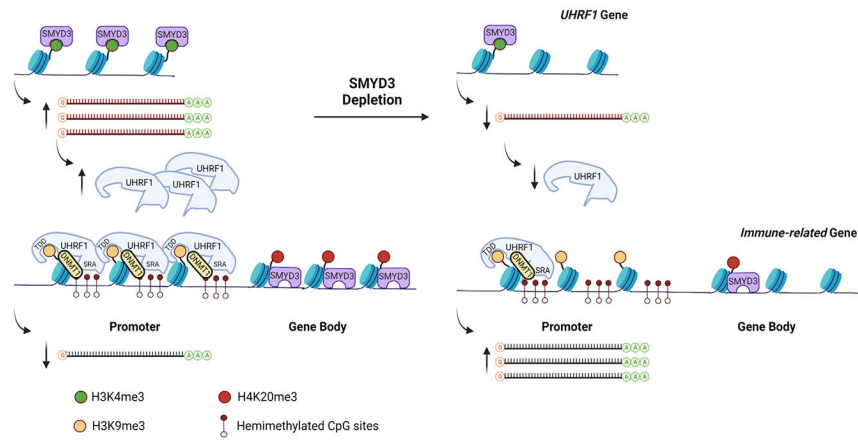 UHRF1 Gene
SMYD3 SMYD3 SMYD3
SMYD3
SMYD3
Depletion
G A A A
G A A A
G A A A
G A A A
UHRF1
UHRF1
UHRF1
UHRF1
Immune-related Gene
TDD UHRF1 DNMT1 SRA
TDD UHRF1 DNMT1 SRA
TDD UHRF1 DNMT1 SRA
SMYD3 SMYD3 SMYD3
TDD UHRF1 DNMT1 SRA
SMYD3
Promoter Gene Body
Promoter Gene Body
G A A A
G A A A
G A A A
G A A A
H3K4me3 H4K20me3
H3K9me3 Hemimethylated CpG sites